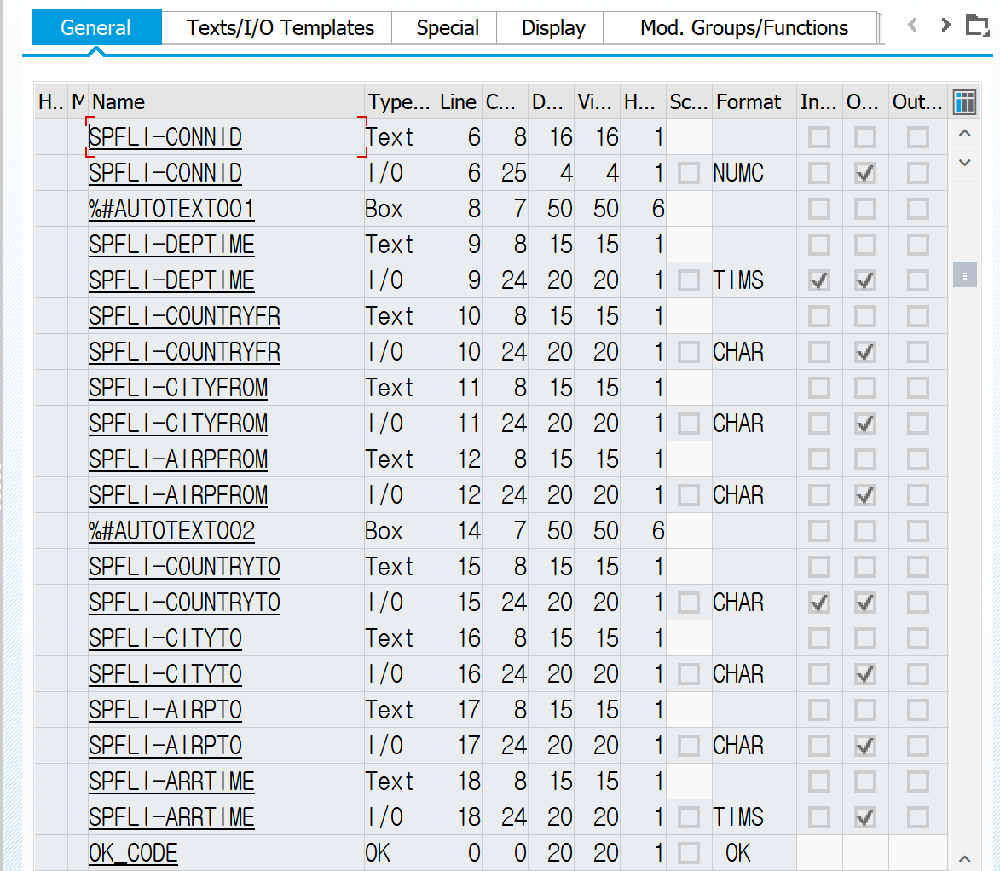 General Texts/I/O Templates Special Display Mod. Groups/Functions
H.. M Name Type... Line C... D... Vi... H... Sc... Format In... O... Out...
SPFLI-CONNID Text 6 8 16 16 1
SPFLI-CONNID I/O 6 25 4 4 1 NUMC
%#AUTOTEXT001 Box 8 7 50 50 6
SPFLI-DEPTIME Text 9 8 15 15 1
SPFLI-DEPTIME I/O 9 24 20 20 1 TIMS
SPFLI-COUNTRYFR Text 10 8 15 15 1
SPFLI-COUNTRYFR I/O 10 24 20 20 1 CHAR
SPFLI-CITYFROM Text 11 8 15 15 1
SPFLI-CITYFROM I/O 11 24 20 20 1 CHAR
SPFLI-AIRPFROM Text 12 8 15 15 1
SPFLI-AIRPFROM I/O 12 24 20 20 1 CHAR
%#AUTOTEXT002 Box 14 7 50 50 6
SPFLI-COUNTRYTO Text 15 8 15 15 1
SPFLI-COUNTRYTO I/O 15 24 20 20 1 CHAR
SPFLI-CITYTO Text 16 8 15 15 1
SPFLI-CITYTO I/O 16 24 20 20 1 CHAR
SPFLI-AIRPTO Text 17 8 15 15 1
SPFLI-AIRPTO I/O 17 24 20 20 1 CHAR
SPFLI-ARRTIME Text 18 8 15 15 1
SPFLI-ARRTIME I/O 18 24 20 20 1 TIMS
OK_CODE OK 0 0 20 20 1 OK